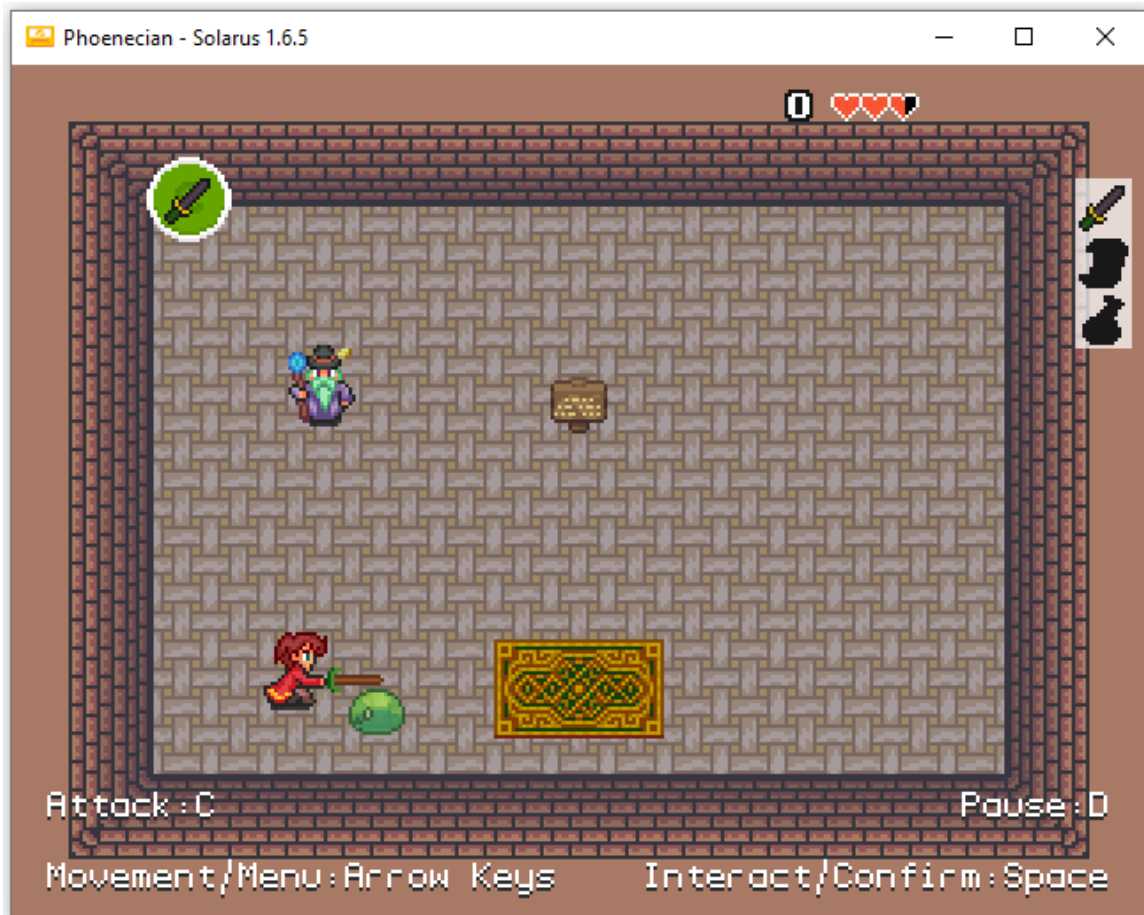 Phoenecian - Solarus 1.6.5
0
Attack:C
Pause:D
Movement/Menu:Arrow Keys
Interact/Confirm:Space